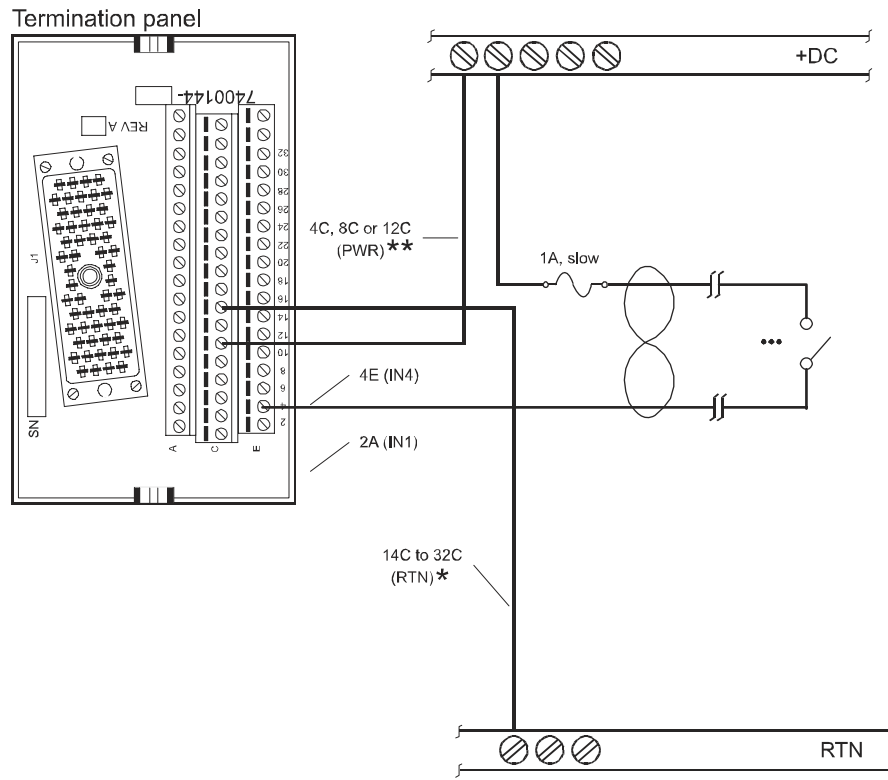 Termination panel
7400144-
REV A
J1
SN
32
30
28
26
24
22
20
18
16
14
12
10
8
6
4
2
A
C
E
+DC
4C, 8C or 12C
(PWR)**
1A, slow
•••
4E (IN4)
2A (IN1)
14C to 32C
(RTN)*
RTN